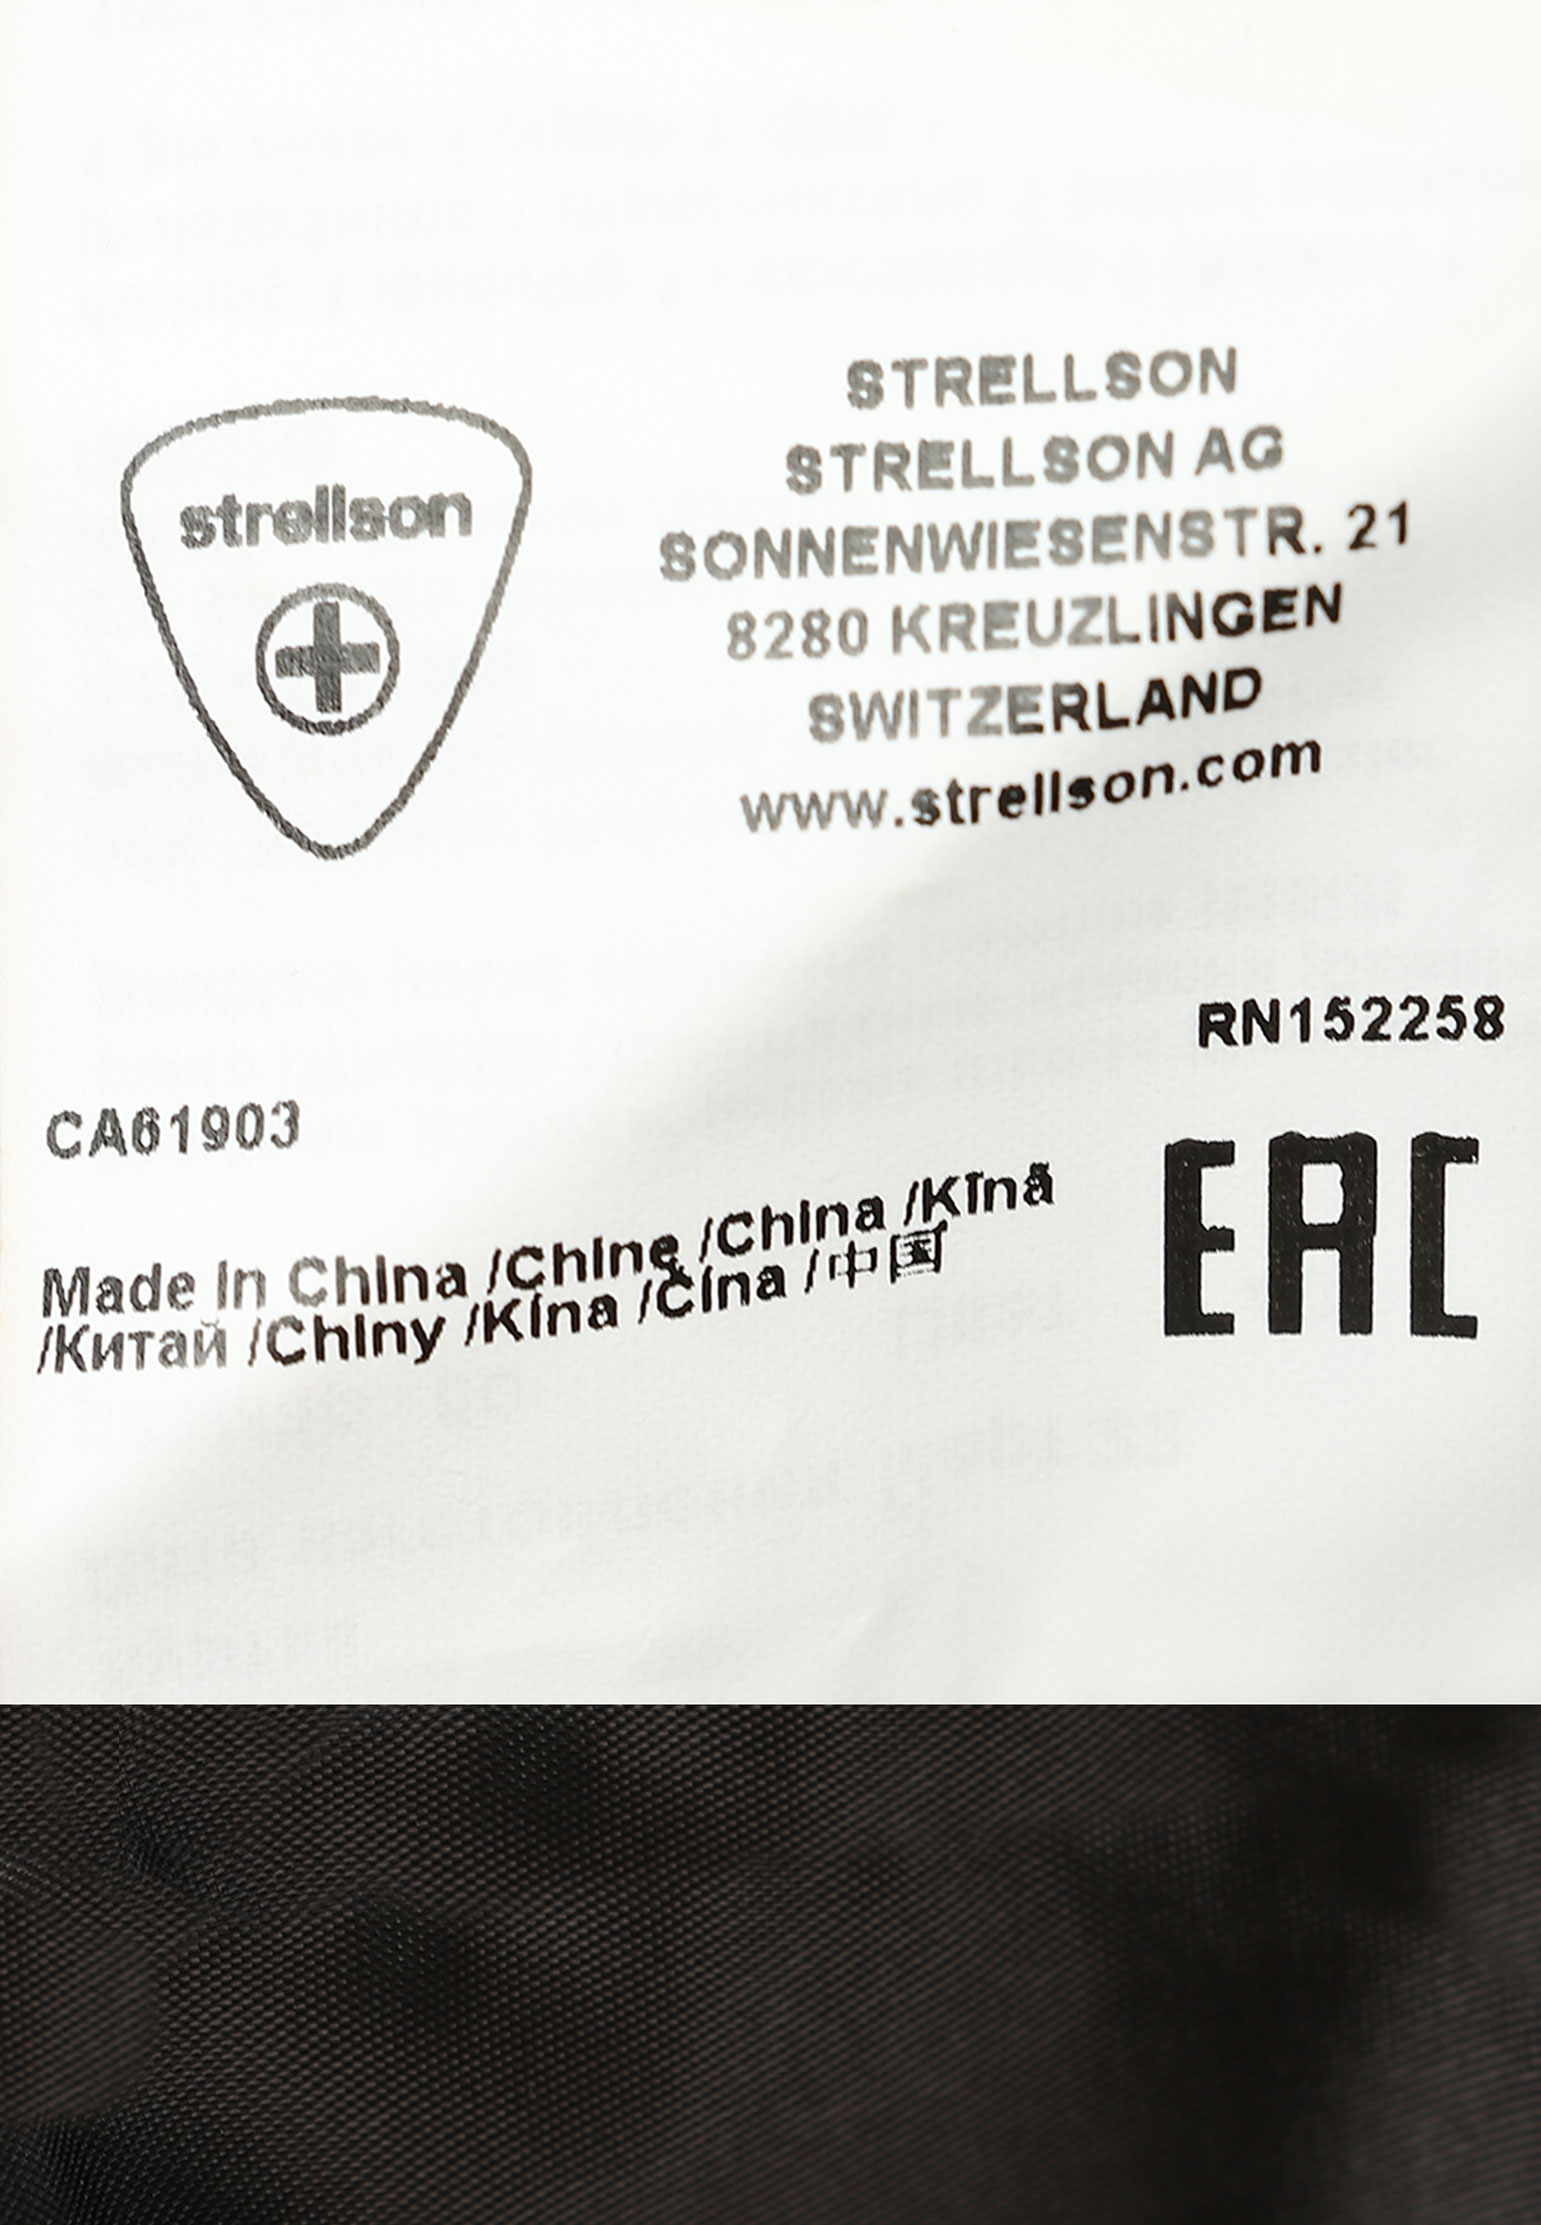 strellson
STRELLSON
STRELLSON AG
SONNENWIESENSTR. 21
8280 KREUZLINGEN
SWITZERLAND
www.strellson.com
RN152258
CA61903
EAC
Made in China /Chine /China /Kīnā
/Китай /Chiny /Kína /Čína /中国